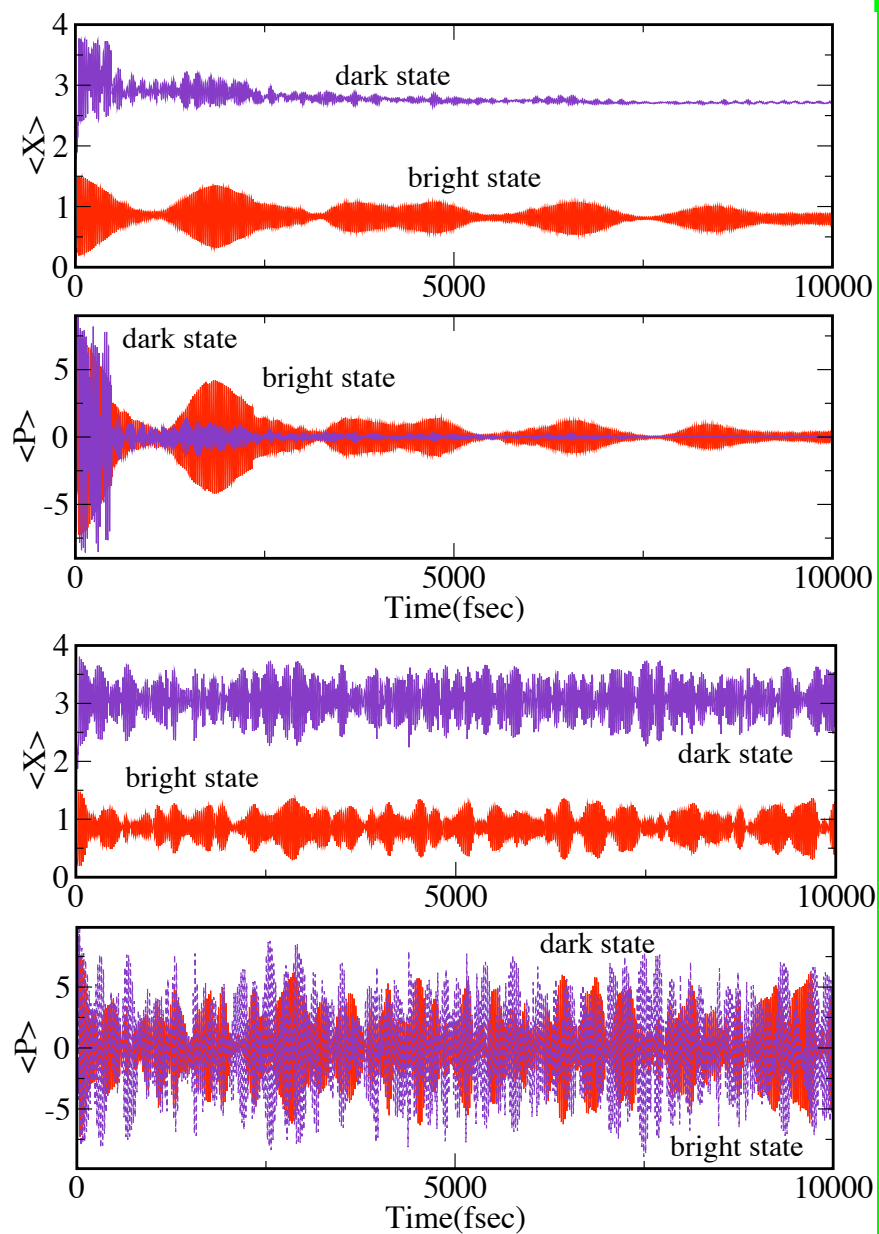 4
3
2
1
0
<X>
dark state
bright state
0
5000
10000
5
0
-5
<P>
dark state
bright state
0
5000
10000
Time(fsec)
4
3
2
1
0
<X>
bright state
dark state
0
5000
10000
5
0
-5
<P>
dark state
bright state
0
5000
10000
Time(fsec)